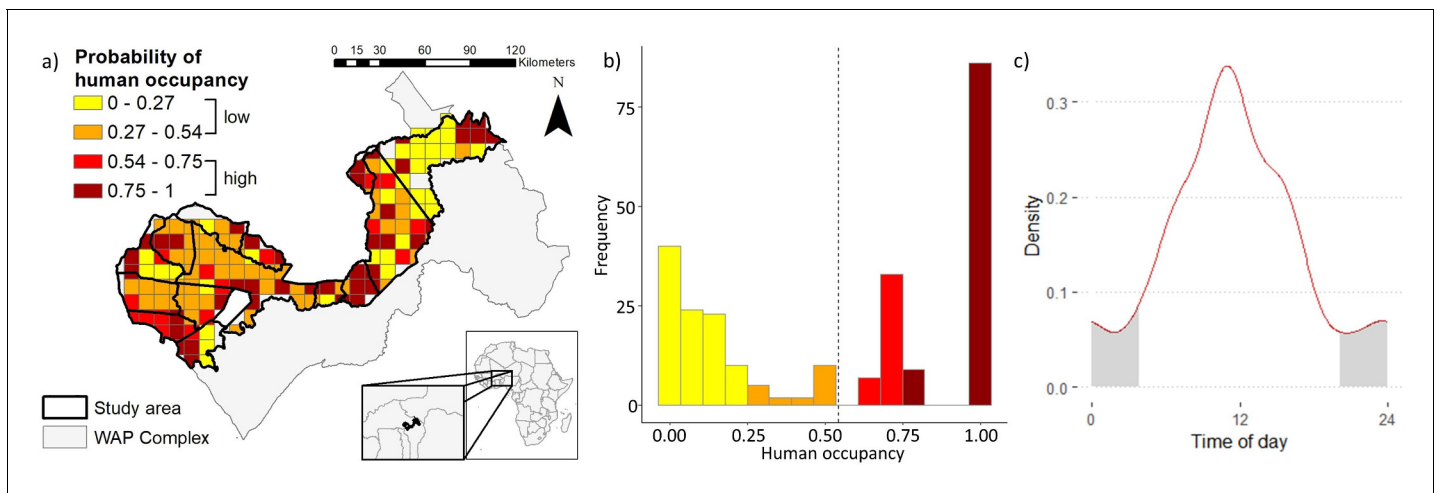 a)
Probability of
human occupancy
0 - 0.27
0.27 - 0.54
low
0.54 - 0.75
0.75 - 1
high
0 15 30 60 90 120
Kilometers
N
Study area
WAP Complex
b)
Frequency
75
50
25
0
0.00 0.25 0.50 0.75 1.00
Human occupancy
c)
Density
0.3
0.2
0.1
0.0
0 12 24
Time of day